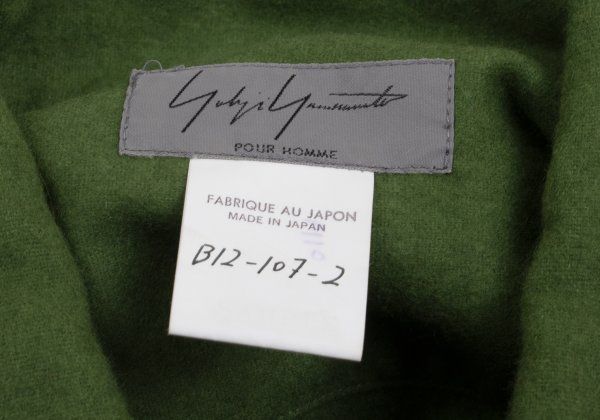 Yohji Yamamoto
POUR HOMME
FABRIQUE AU JAPON
MADE IN JAPAN
B12-107-2